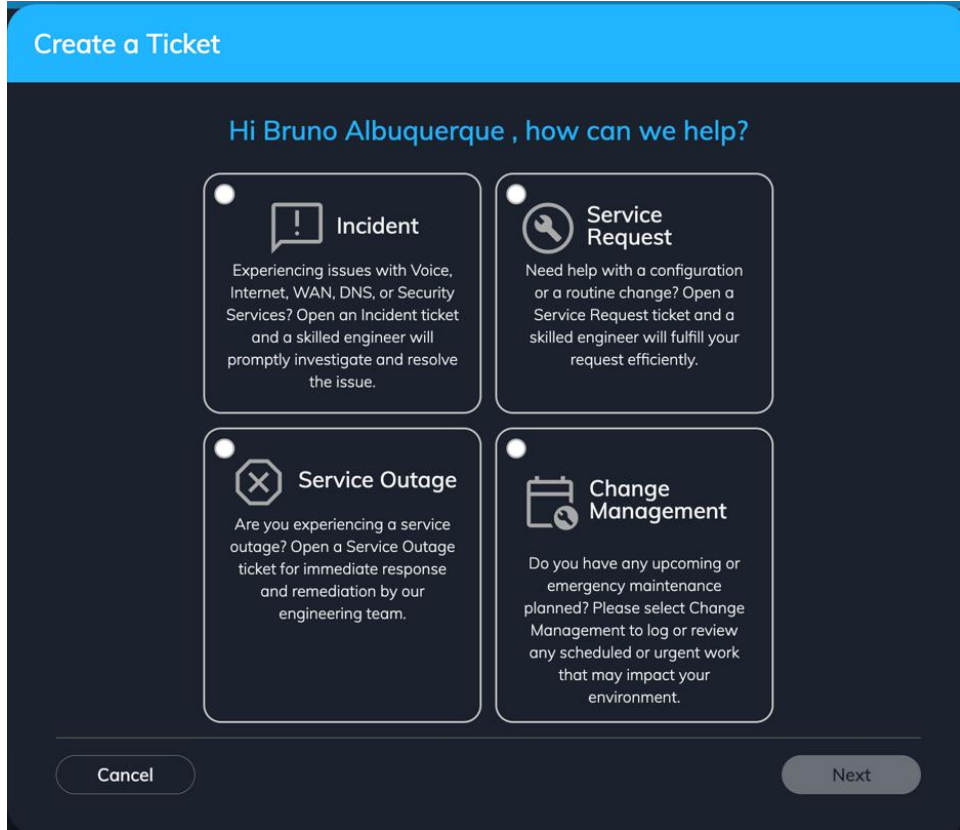 Create a Ticket
Hi Bruno Albuquerque , how can we help?
Incident
Experiencing issues with Voice,
Internet, WAN, DNS, or Security
Services? Open an Incident ticket
and a skilled engineer will
promptly investigate and resolve
the issue.
Service
Request
Need help with a configuration
or a routine change? Open a
Service Request ticket and a
skilled engineer will fulfill your
request efficiently.
Service Outage
Are you experiencing a service
outage? Open a Service Outage
ticket for immediate response
and remediation by our
engineering team.
Change
Management
Do you have any upcoming or
emergency maintenance
planned? Please select Change
Management to log or review
any scheduled or urgent work
that may impact your
environment.
Cancel
Next